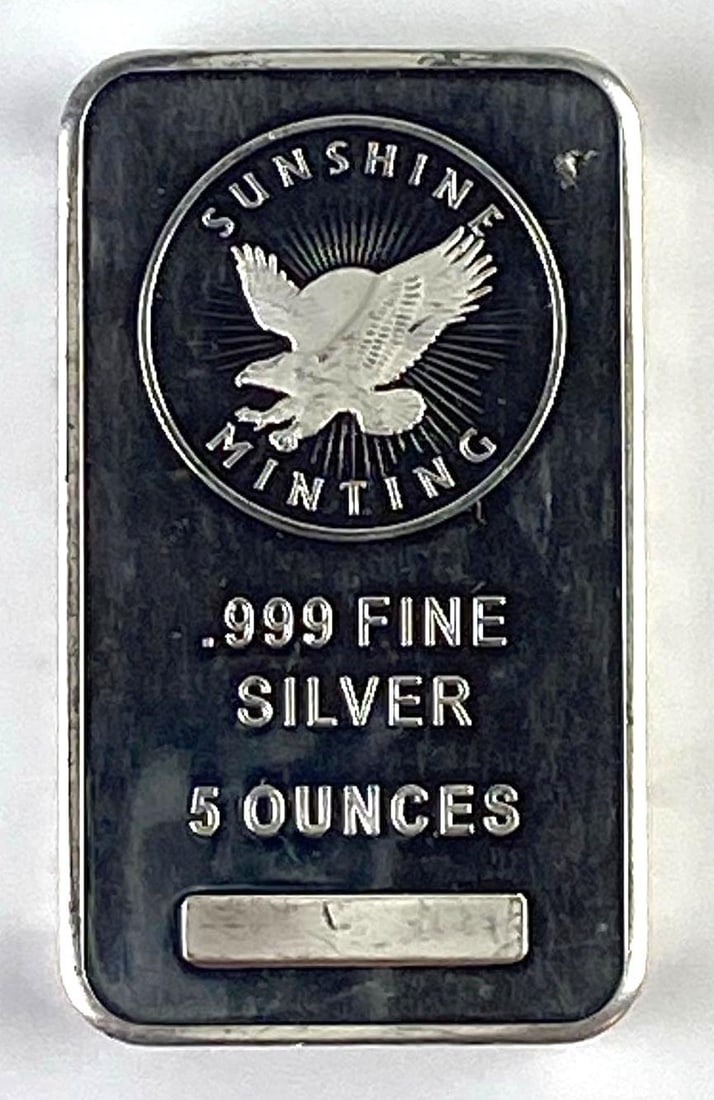 SUNSHINE
MINTING
.999 FINE
SILVER
5 OUNCES